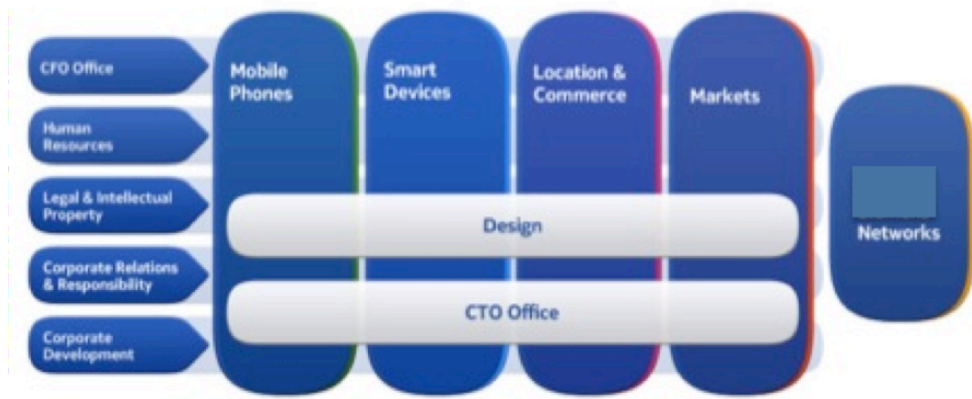 CFO Office
Human
Resources
Legal & Intellectual
Property
Corporate Relations
& Responsibility
Corporate
Development
Mobile
Phones
Smart
Devices
Location &
Commerce
Markets
Design
CTO Office
Networks